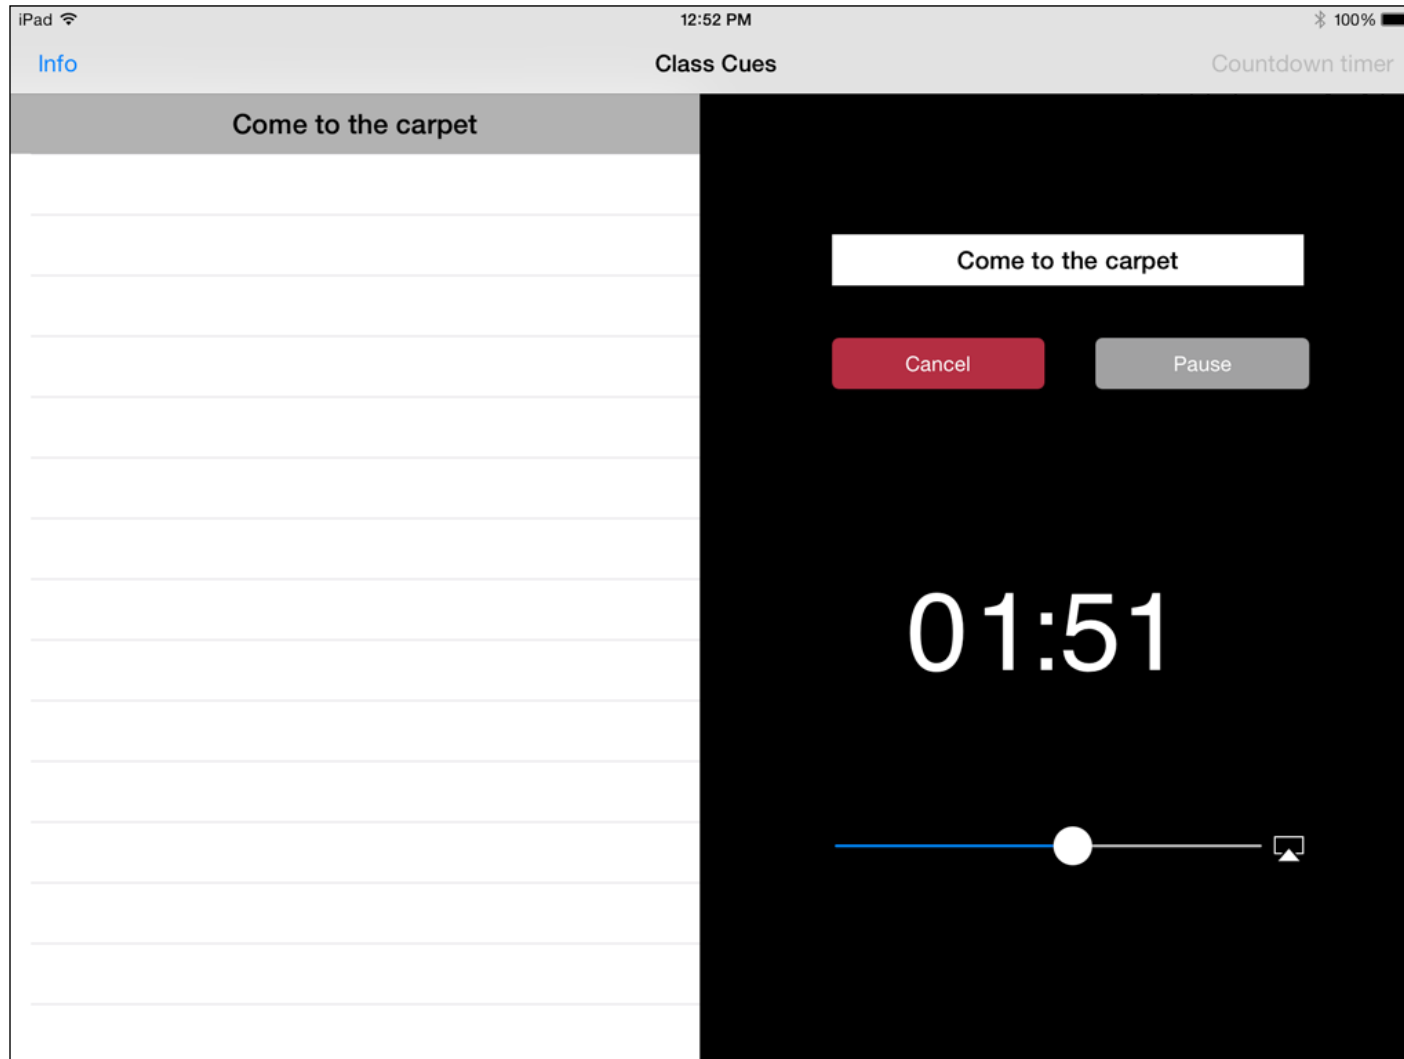 iPad 12:52 PM 100%
Info Class Cues Countdown timer
Come to the carpet
Come to the carpet
Cancel Pause
01:51